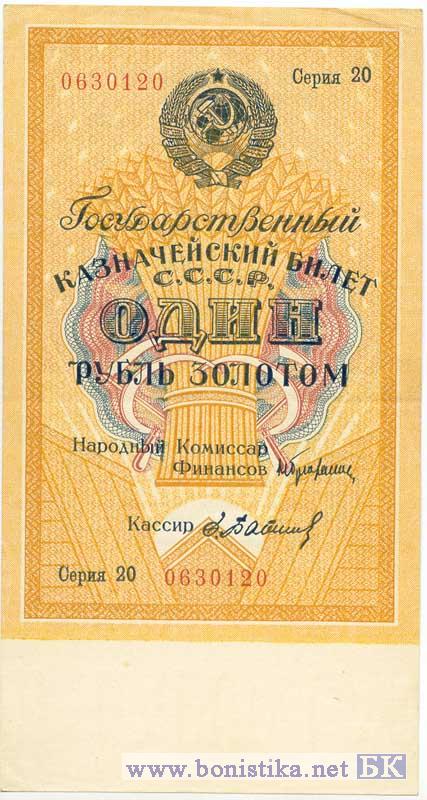 0630120 Серия 20
Государственный
КАЗНАЧЕЙСКИЙ БИЛЕТ
С.С.С.Р.
ОДИН
РУБЛЬ ЗОЛОТОМ
Народный Комиссар
Финансов
Кассир
Серия 20 0630120
www.bonistika.net БК